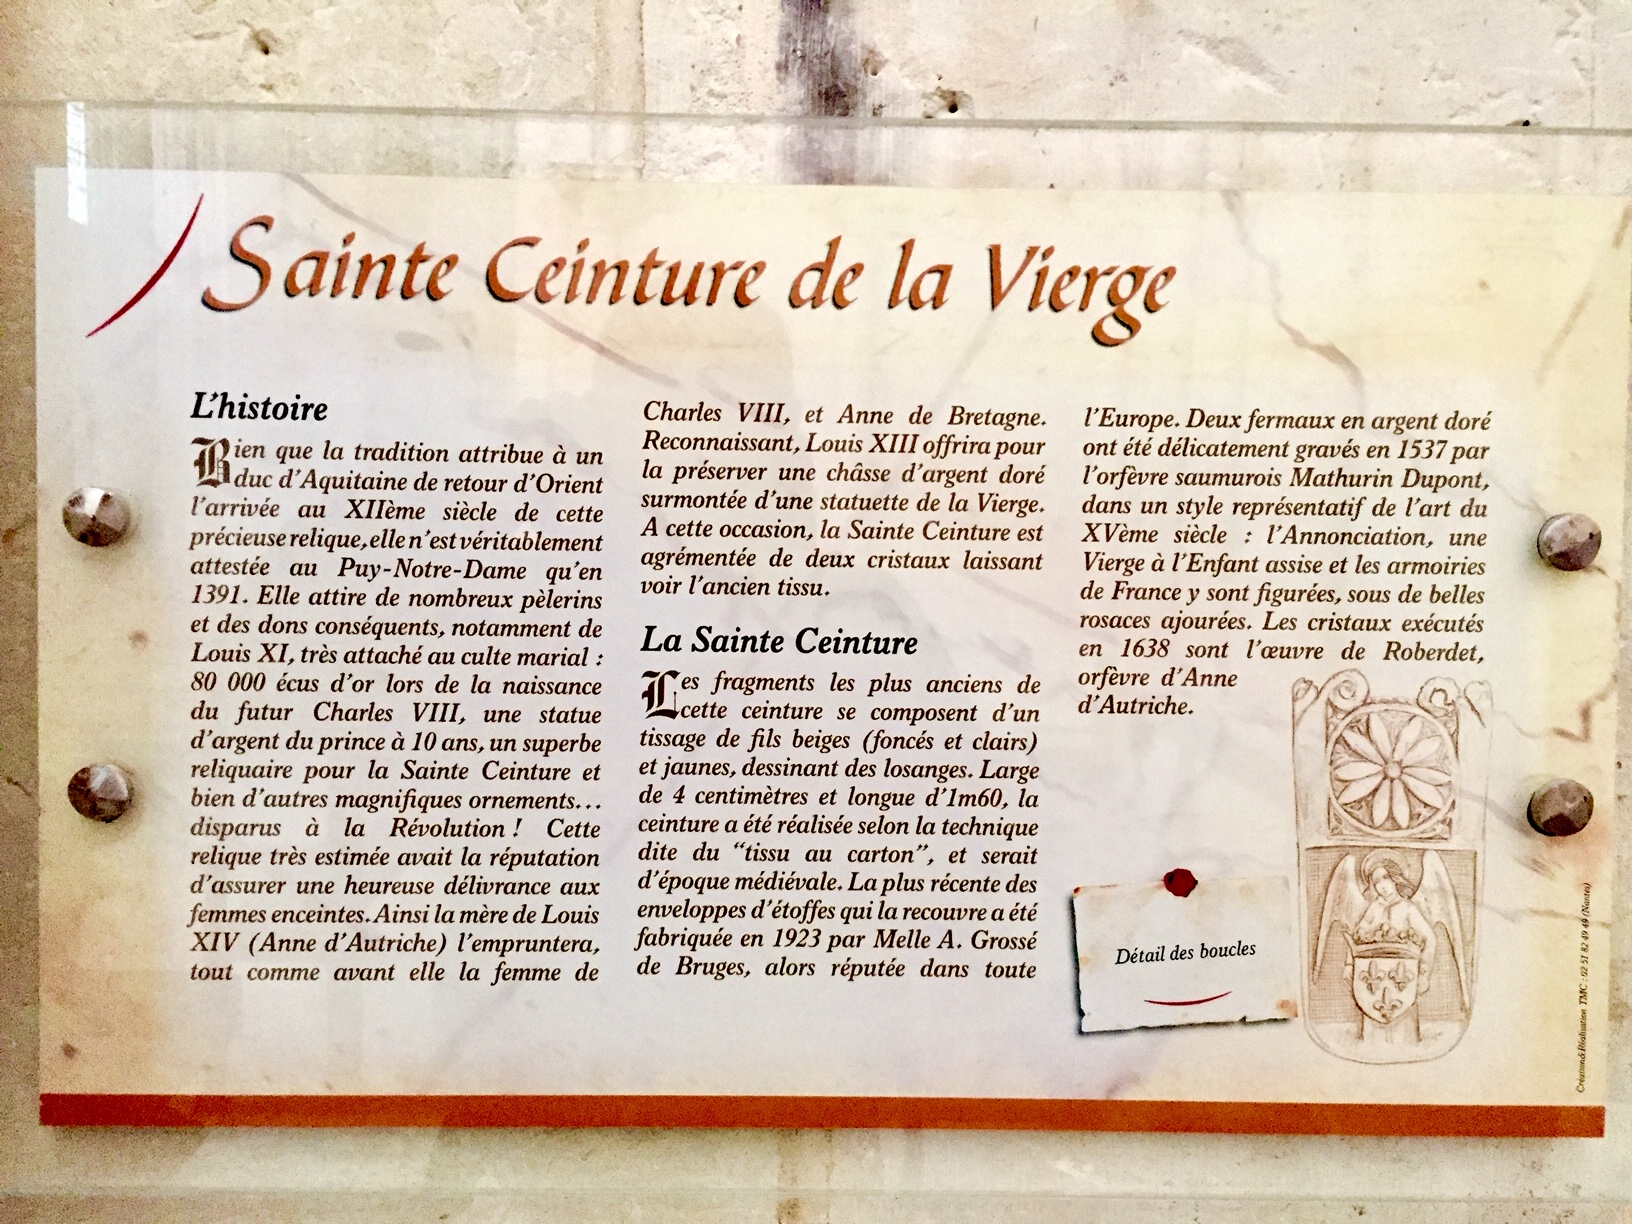 Sainte Ceinture de la Vierge
L'histoire
Bien que la tradition attribue à un
duc d'Aquitaine de retour d'Orient
l'arrivée au XIIème siècle de cette
précieuse relique, elle n'est véritablement
attestée au Puy-Notre-Dame qu'en
1391. Elle attire de nombreux pèlerins
et des dons conséquents, notamment de
Louis XI, très attaché au culte marial :
80 000 écus d'or lors de la naissance
du futur Charles VIII, une statue
d'argent du prince à 10 ans, un superbe
reliquaire pour la Sainte Ceinture et
bien d'autres magnifiques ornements...
disparus à la Révolution ! Cette
relique très estimée avait la réputation
d'assurer une heureuse délivrance aux
femmes enceintes. Ainsi la mère de Louis
XIV (Anne d'Autriche) l'empruntera,
tout comme avant elle la femme de
Charles VIII, et Anne de Bretagne.
Reconnaissant, Louis XIII offrira pour
la préserver une châsse d'argent doré
surmontée d'une statuette de la Vierge.
A cette occasion, la Sainte Ceinture est
agrémentée de deux cristaux laissant
voir l'ancien tissu.
La Sainte Ceinture
Les fragments les plus anciens de
cette ceinture se composent d'un
tissage de fils beiges (foncés et clairs)
et jaunes, dessinant des losanges. Large
de 4 centimètres et longue d'1m60, la
ceinture a été réalisée selon la technique
dite du "tissu au carton", et serait
d'époque médiévale. La plus récente des
enveloppes d'étoffes qui la recouvre a été
fabriquée en 1923 par Melle A. Grossé
de Bruges, alors réputée dans toute
l'Europe. Deux fermaux en argent doré
ont été délicatement gravés en 1537 par
l'orfèvre saumurois Mathurin Dupont,
dans un style représentatif de l'art du
XVème siècle : l'Annonciation, une
Vierge à l'Enfant assise et les armoiries
de France y sont figurées, sous de belles
rosaces ajourées. Les cristaux exécutés
en 1638 sont l'œuvre de Roberdet,
orfèvre d'Anne
d'Autriche.
Détail des boucles
Création & Réalisation TMC : 02 51 82 49 49 (Nantes)